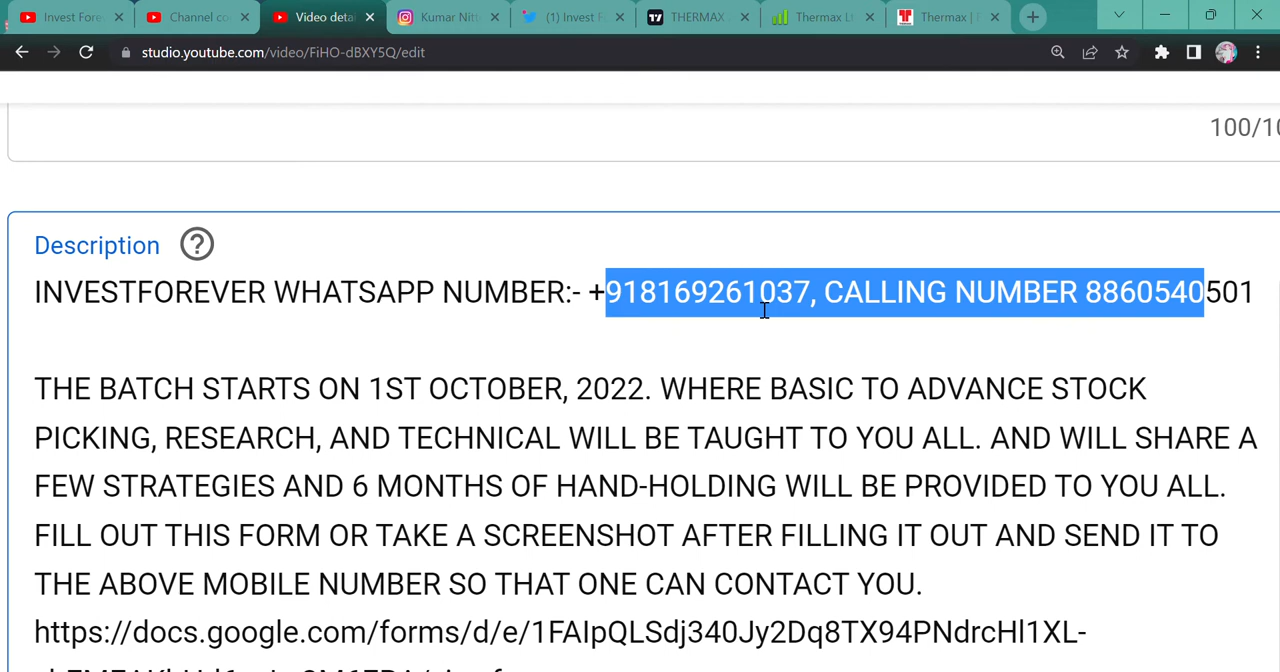 Invest Fore
Channel co
Video deta
Kumar Nitt
(1) Invest F
THERMAX
Thermax L
Thermax |
studio.youtube.com/video/FiHO-dBXY5Q/edit
100/10
Description ?
INVESTFOREVER WHATSAPP NUMBER:- +918169261037, CALLING NUMBER 8860540501
THE BATCH STARTS ON 1ST OCTOBER, 2022. WHERE BASIC TO ADVANCE STOCK
PICKING, RESEARCH, AND TECHNICAL WILL BE TAUGHT TO YOU ALL. AND WILL SHARE A
FEW STRATEGIES AND 6 MONTHS OF HAND-HOLDING WILL BE PROVIDED TO YOU ALL.
FILL OUT THIS FORM OR TAKE A SCREENSHOT AFTER FILLING IT OUT AND SEND IT TO
THE ABOVE MOBILE NUMBER SO THAT ONE CAN CONTACT YOU.
https://docs.google.com/forms/d/e/1FAIpQLSdj340Jy2Dq8TX94PNdrcHl1XL-